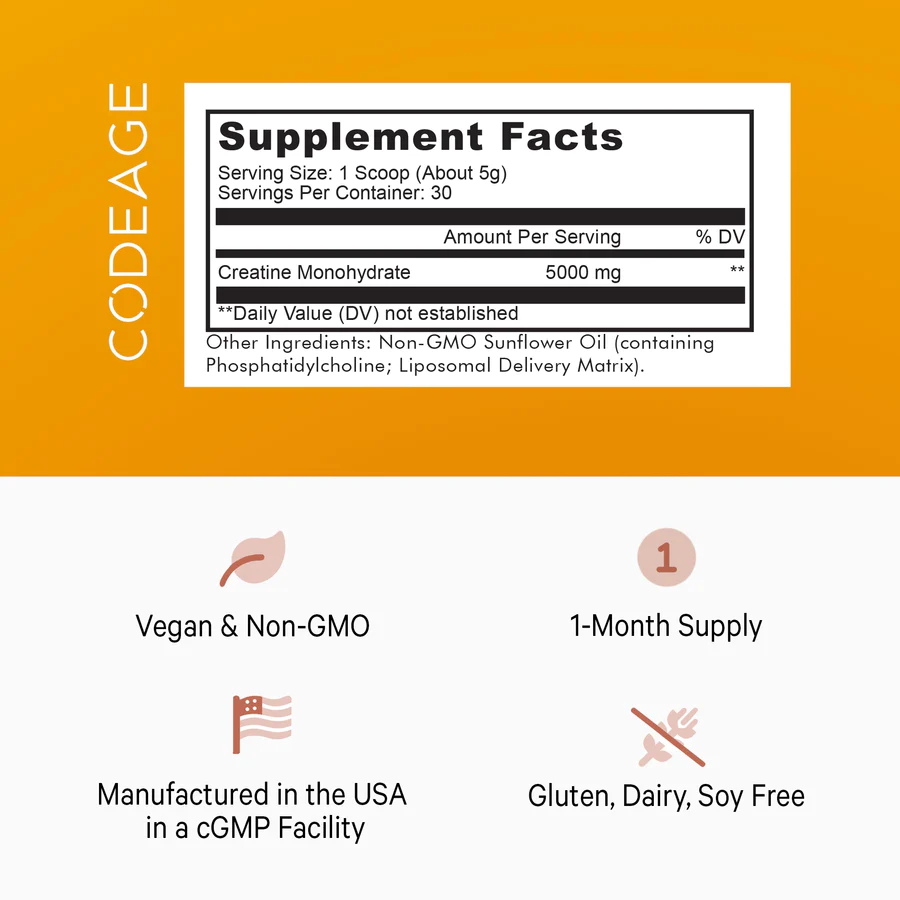 CODEAGE
Supplement Facts
Serving Size: 1 Scoop (About 5g)
Servings Per Container: 30
Amount Per Serving % DV
Creatine Monohydrate 5000 mg **
**Daily Value (DV) not established
Other Ingredients: Non-GMO Sunflower Oil (containing
Phosphatidylcholine; Liposomal Delivery Matrix).
Vegan & Non-GMO
1
1-Month Supply
Manufactured in the USA
in a cGMP Facility
Gluten, Dairy, Soy Free